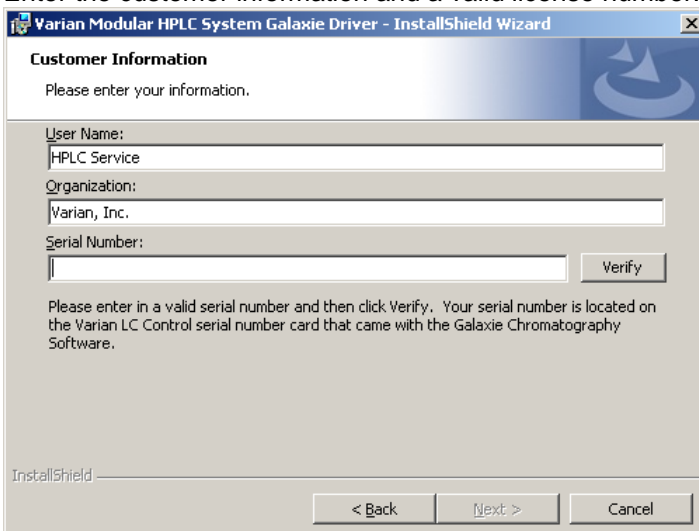 Enter the customer information and a valid license number
Varian Modular HPLC System Galaxie Driver - InstallShield Wizard
Customer Information
Please enter your information.
User Name:
HPLC Service
Organization:
Varian, Inc.
Serial Number:
Verify
Please enter in a valid serial number and then click Verify. Your serial number is located on
the Varian LC Control serial number card that came with the Galaxie Chromatography
Software.
InstallShield
< Back Next > Cancel